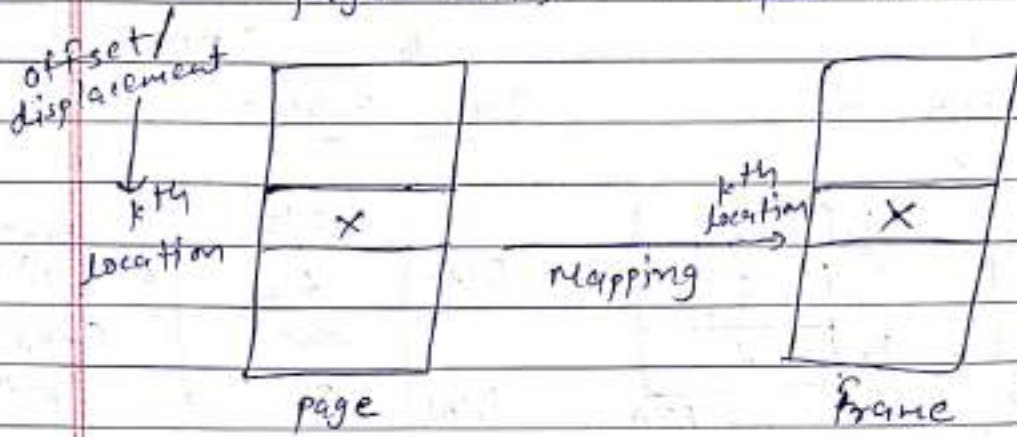 offset/
displacement
kth
Location
X
Mapping
kth
Location
X
page
Frame